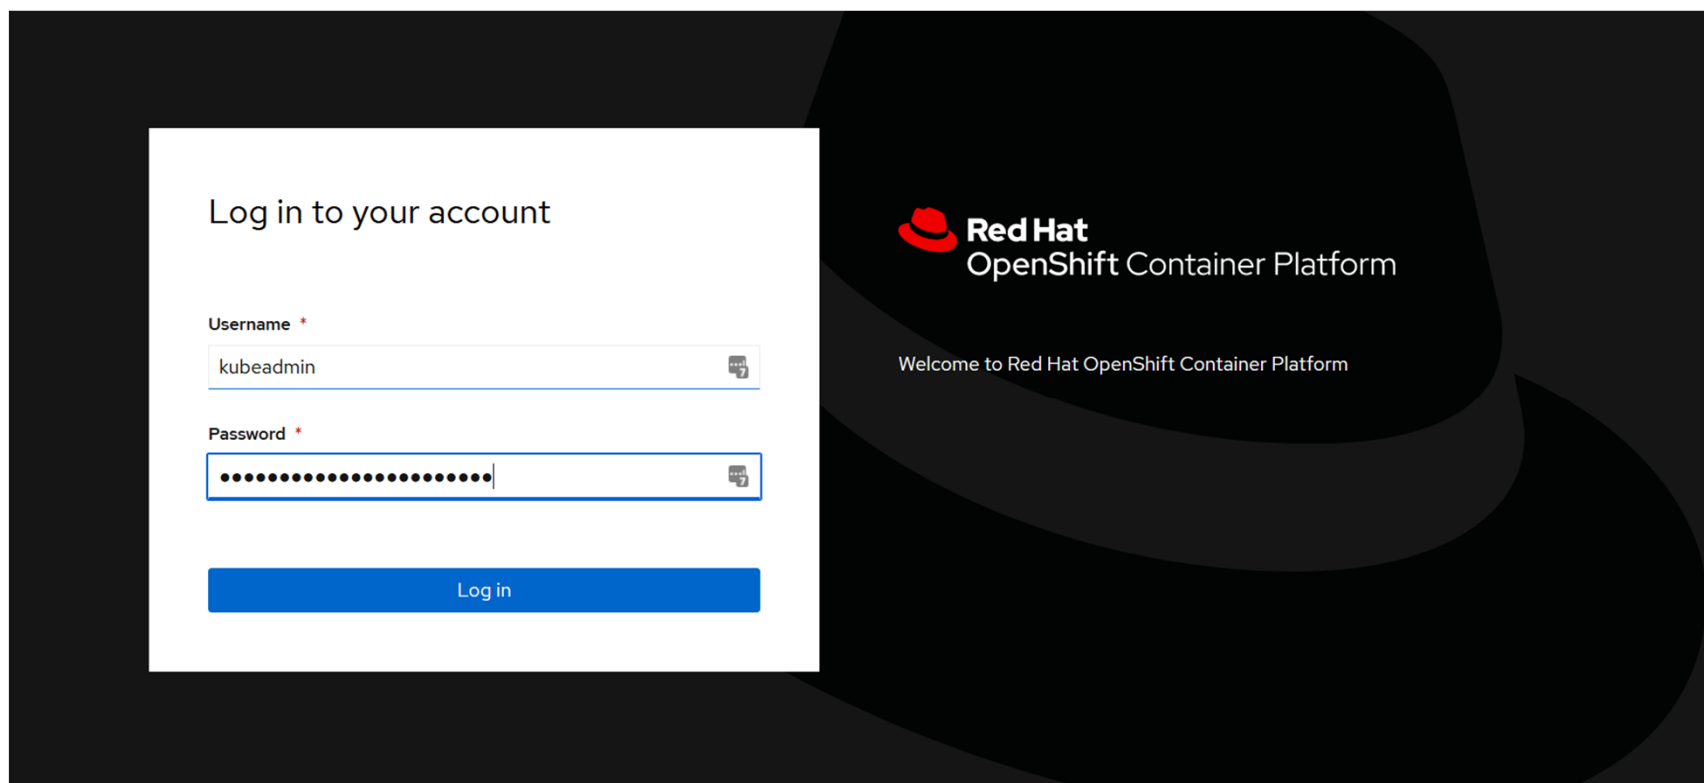 Log in to your account
Username *
kubeadmin
Password *
•••••••••••••••••••••••
Log in
Red Hat
OpenShift Container Platform
Welcome to Red Hat OpenShift Container Platform